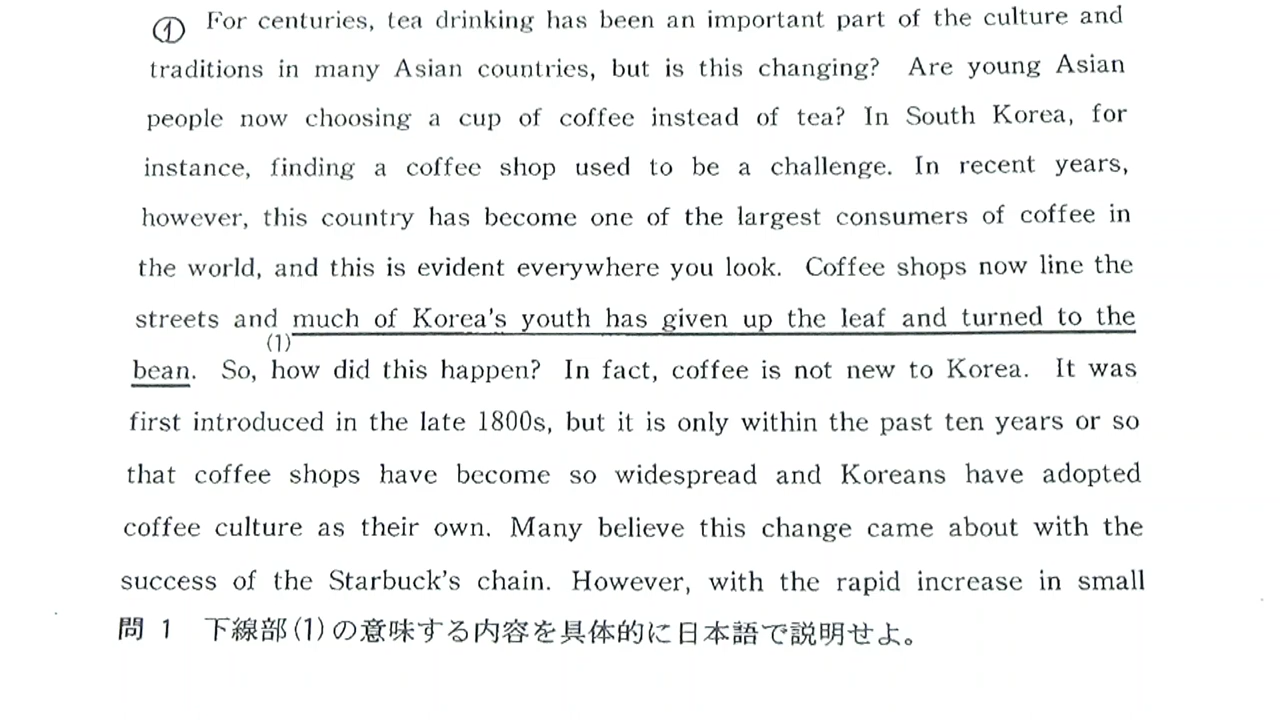 ① For centuries, tea drinking has been an important part of the culture and
traditions in many Asian countries, but is this changing? Are young Asian
people now choosing a cup of coffee instead of tea? In South Korea, for
instance, finding a coffee shop used to be a challenge. In recent years,
however, this country has become one of the largest consumers of coffee in
the world, and this is evident everywhere you look. Coffee shops now line the
streets and much of Korea's youth has given up the leaf and turned to the
(1)
bean. So, how did this happen? In fact, coffee is not new to Korea. It was
first introduced in the late 1800s, but it is only within the past ten years or so
that coffee shops have become so widespread and Koreans have adopted
coffee culture as their own. Many believe this change came about with the
success of the Starbuck's chain. However, with the rapid increase in small
問 1 下線部(1)の意味する内容を具体的に日本語で説明せよ。